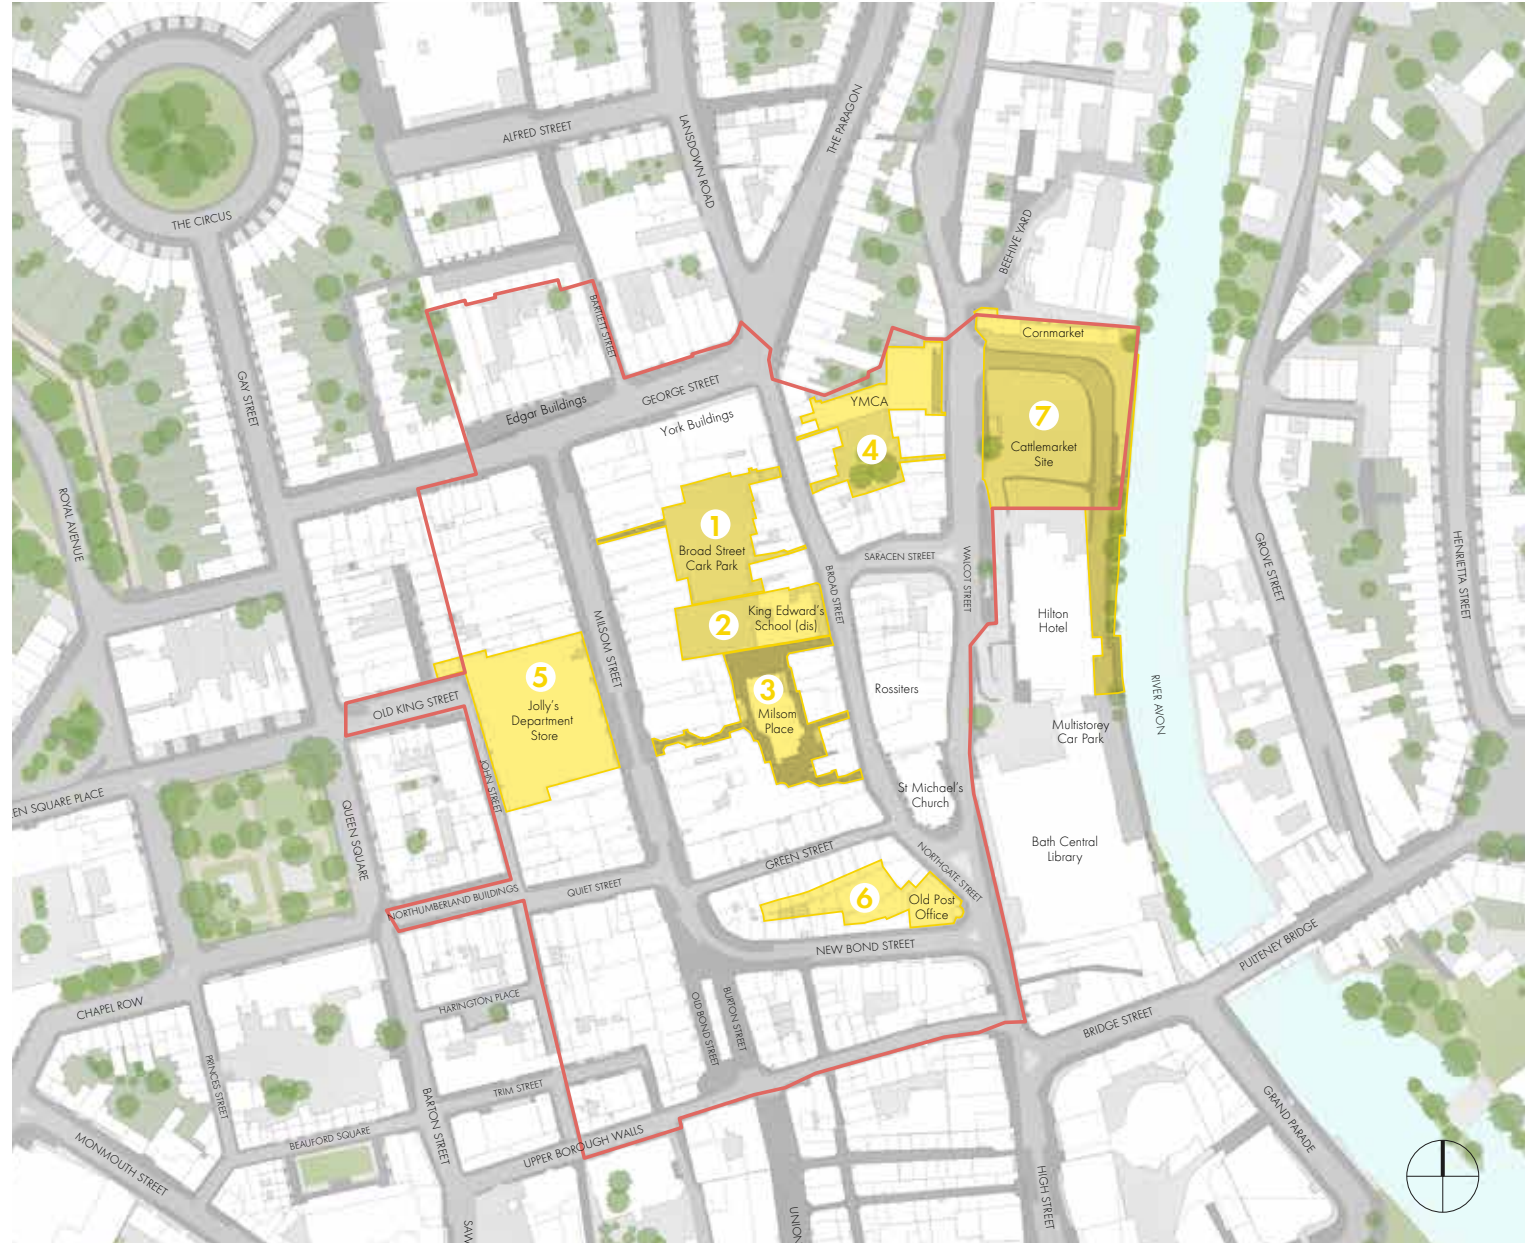 ALFRED STREET
LANSDOWN ROAD
THE PARAGON
THE CIRCUS
BEEHIVE YARD
BARTLETT STREET
Cornmarket
GAY STREET
Edgar Buildings
GEORGE STREET
York Buildings
YMCA
4
7
Cattlemarket
Site
ROYAL AVENUE
1
Broad Street
Cark Park
SARACEN STREET
WALCOT STREET
BROAD STREET
GROVE STREET
HENRIETTA STREET
MILSOM STREET
2
King Edward's
School (dis)
Hilton
Hotel
5
Jolly's
Department
Store
OLD KING STREET
3
Milsom
Place
Rossiters
RIVER AVON
Multistorey
Car Park
JOHN STREET
EEN SQUARE PLACE
QUEEN SQUARE
St Michael's
Church
Bath Central
Library
GREEN STREET
NORTHGATE STREET
QUIET STREET
NORTHUMBERLAND BUILDINGS
6
Old Post
Office
NEW BOND STREET
PULTENEY BRIDGE
CHAPEL ROW
HARINGTON PLACE
OLD BOND STREET
BURTON STREET
BRIDGE STREET
PRINCES STREET
TRIM STREET
BARTON STREET
BEAUFORD SQUARE
MONMOUTH STREET
UPPER BOROUGH WALLS
GRAND PARADE
HIGH STREET
SAW
UNION